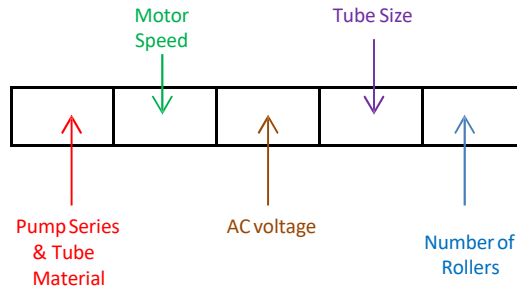 Motor
Speed
Tube Size
Pump Series
& Tube
Material
AC voltage
Number of
Rollers